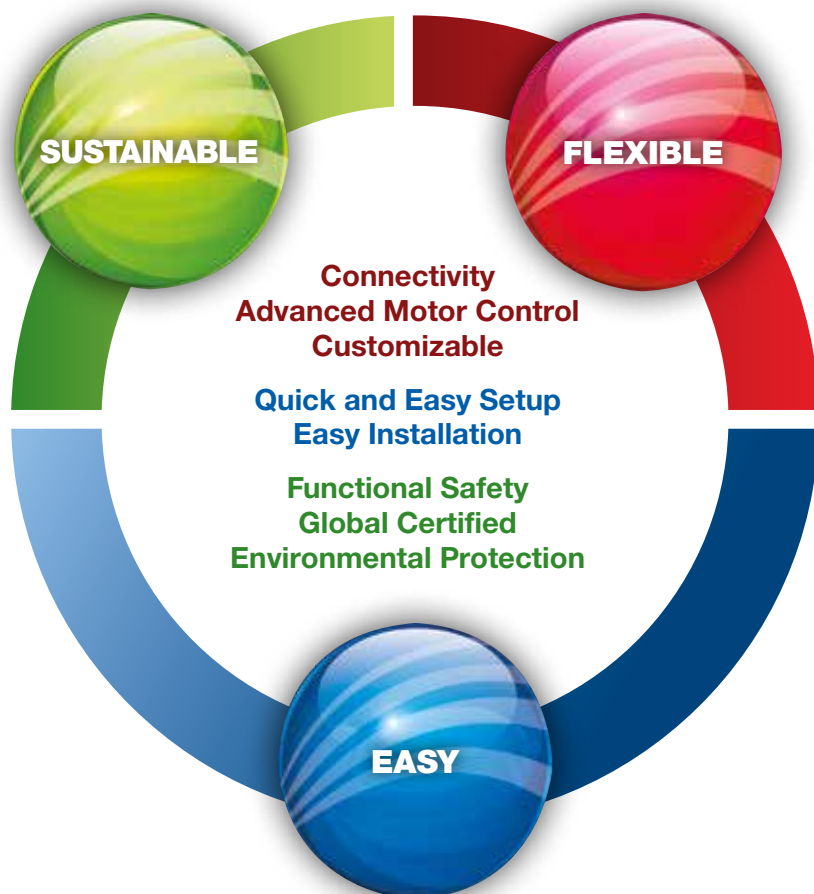 SUSTAINABLE
FLEXIBLE
Connectivity
Advanced Motor Control
Customizable
Quick and Easy Setup
Easy Installation
Functional Safety
Global Certified
Environmental Protection
EASY